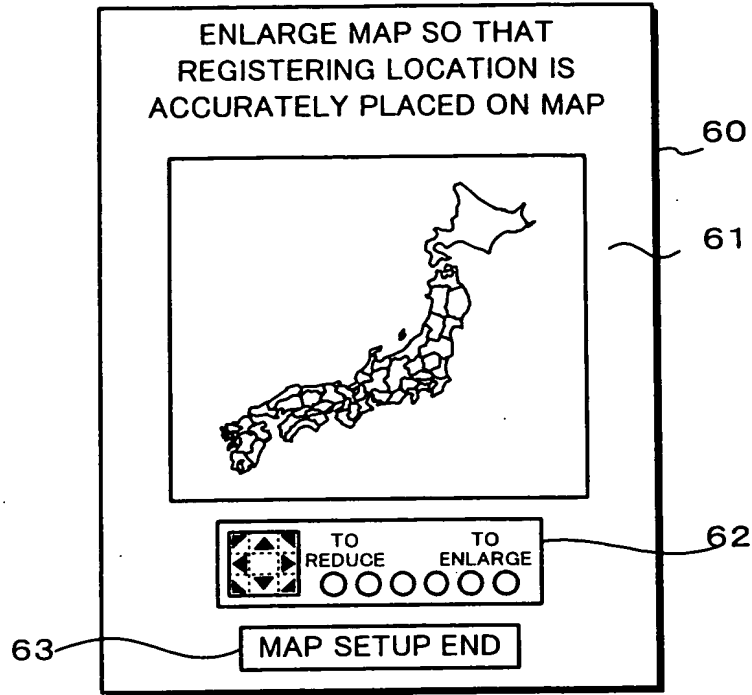 ENLARGE MAP SO THAT
REGISTERING LOCATION IS
ACCURATELY PLACED ON MAP
60
61
TO REDUCE
TO ENLARGE
62
63
MAP SETUP END